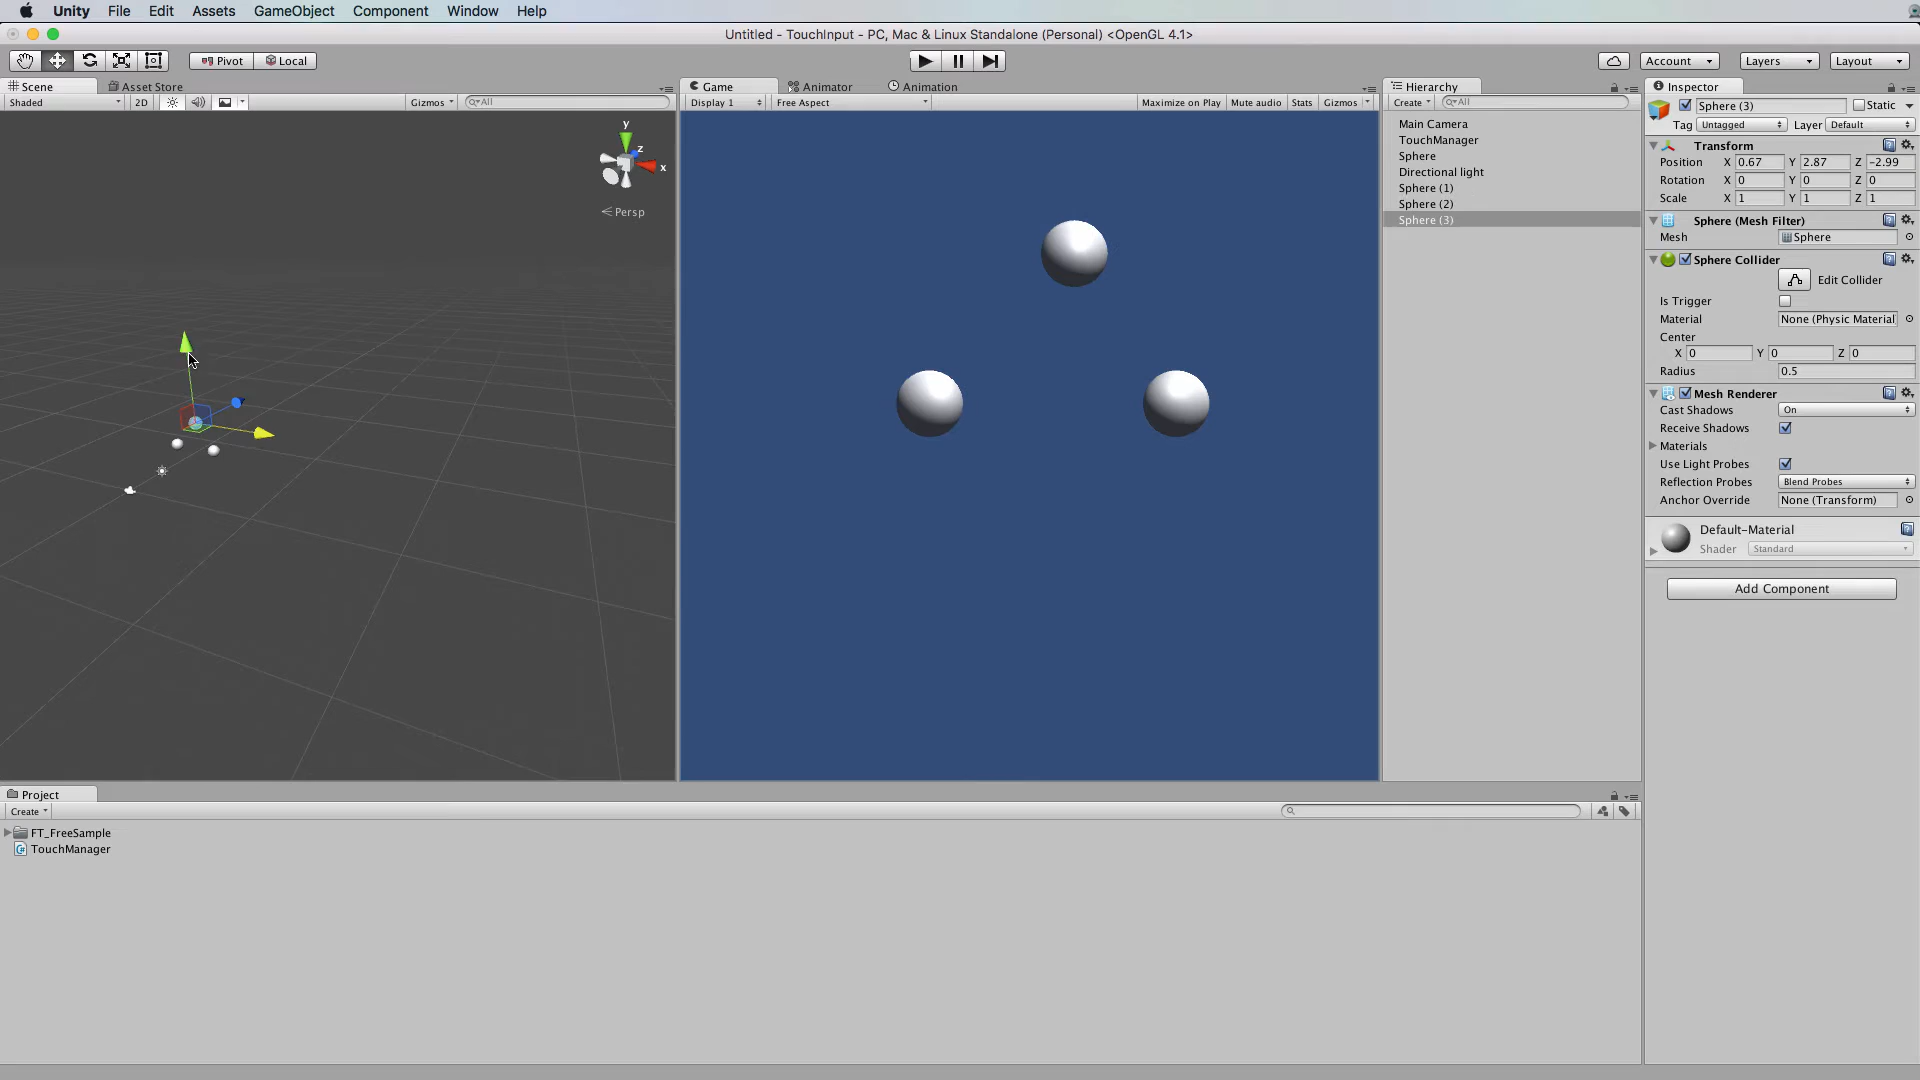 Unity File Edit Assets GameObject Component Window Help
Untitled - TouchInput - PC, Mac & Linux Standalone (Personal) <OpenGL 4.1>
Pivot Local Account Layers Layout
Scene Asset Store Game Animator Animation Hierarchy Inspector
Shaded 2D Gizmos All Display 1 Free Aspect Maximize on Play Mute audio Stats Gizmos Create All
Sphere (3) Static
Tag Untagged Layer Default
y
z
x
Persp
Main Camera
TouchManager
Sphere
Directional light
Sphere (1)
Sphere (2)
Sphere (3)
Transform
Position X 0.67 Y 2.87 Z -2.99
Rotation X 0 Y 0 Z 0
Scale X 1 Y 1 Z 1
Sphere (Mesh Filter)
Mesh Sphere
Sphere Collider
Edit Collider
Is Trigger
Material None (Physic Material
Center
X 0 Y 0 Z 0
Radius 0.5
Mesh Renderer
Cast Shadows On
Receive Shadows
Materials
Use Light Probes
Reflection Probes Blend Probes
Anchor Override None (Transform)
Default-Material
Shader Standard
Add Component
Project
Create
FT_FreeSample
TouchManager